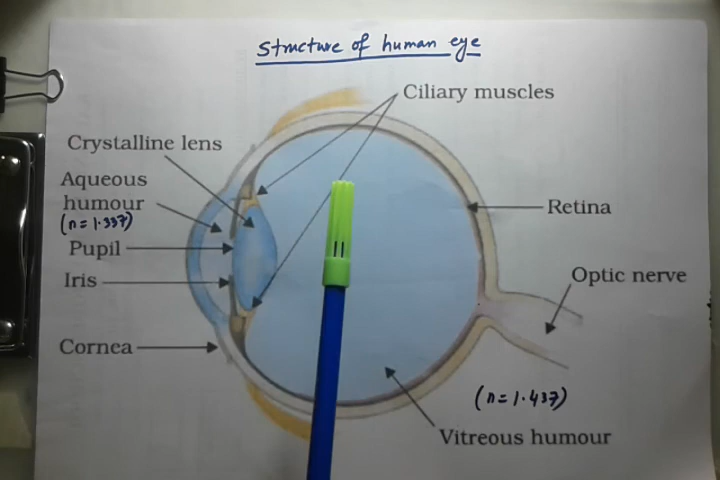 Structure of human eye
Ciliary muscles
Crystalline lens
Aqueous
humour
(n=1.337)
Pupil
Iris
Cornea
Retina
Optic nerve
(n=1.437)
Vitreous humour